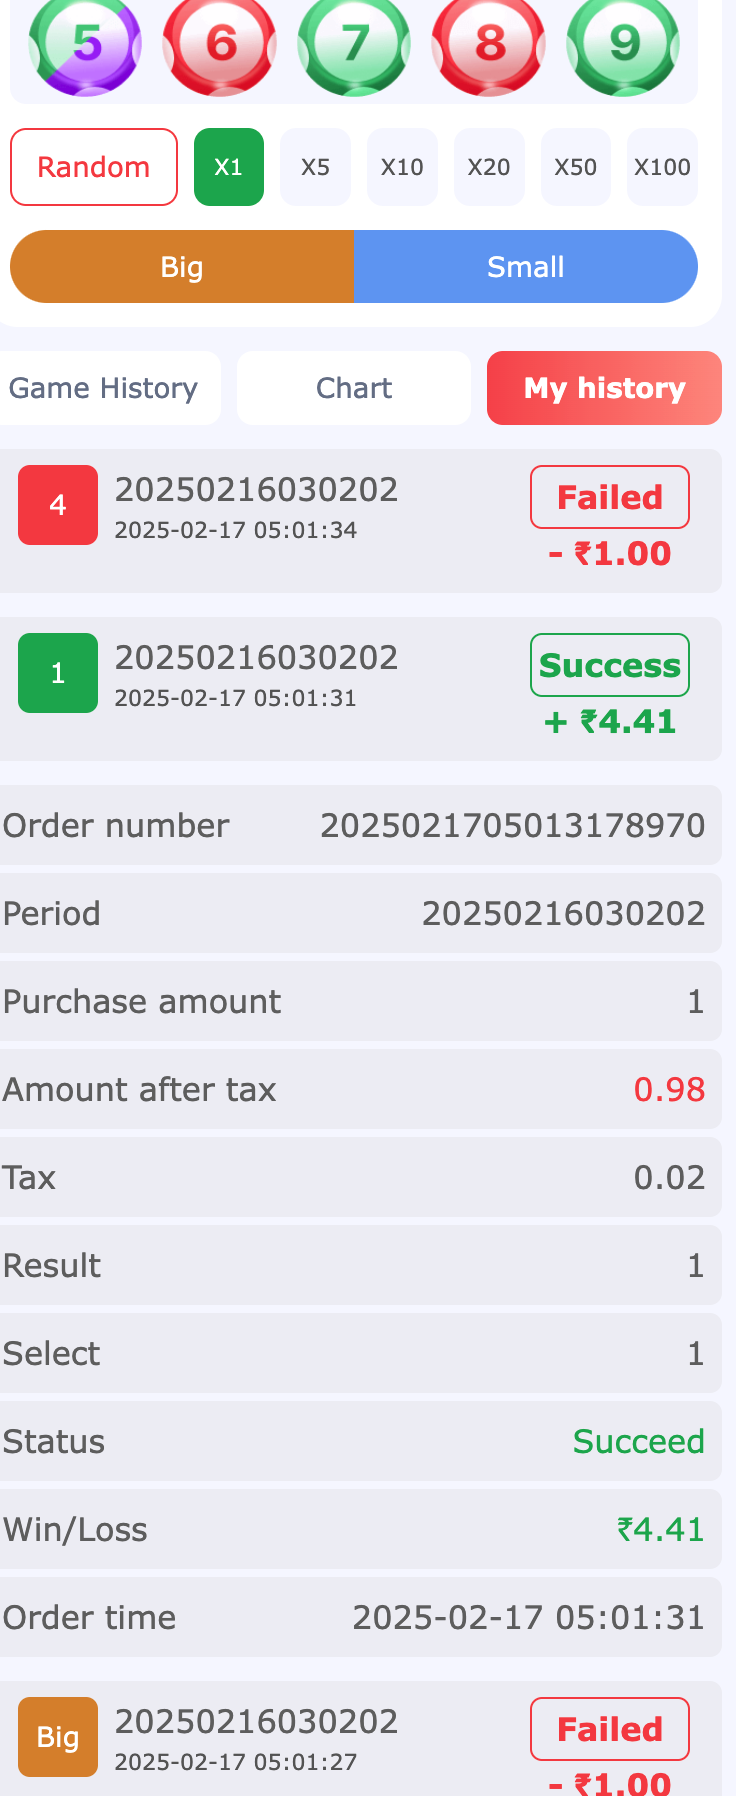 5 6 7 8 9
Random X1 X5 X10 X20 X50 X100
Big Small
Game History Chart My history
4 20250216030202 Failed
2025-02-17 05:01:34
- ₹1.00
1 20250216030202 Success
2025-02-17 05:01:31
+ ₹4.41
Order number 2025021705013178970
Period 20250216030202
Purchase amount 1
Amount after tax 0.98
Tax 0.02
Result 1
Select 1
Status Succeed
Win/Loss ₹4.41
Order time 2025-02-17 05:01:31
Big 20250216030202 Failed
2025-02-17 05:01:27
- ₹1.00